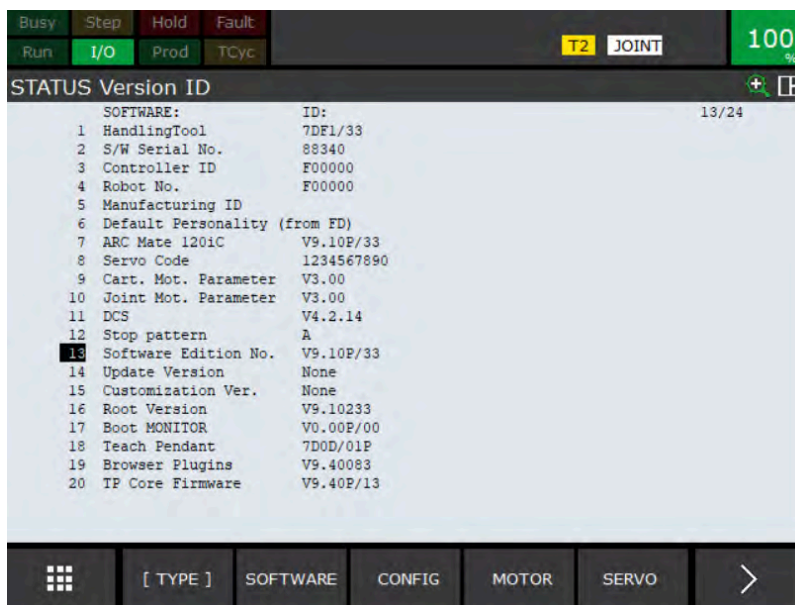 Busy Step Hold Fault
Run I/O Prod TCyc
T2 JOINT
100
%
STATUS Version ID
SOFTWARE: ID: 13/24
1 HandlingTool 7DF1/33
2 S/W Serial No. 88340
3 Controller ID F00000
4 Robot No. F00000
5 Manufacturing ID
6 Default Personality (from FD)
7 ARC Mate 120iC V9.10P/33
8 Servo Code 1234567890
9 Cart. Mot. Parameter V3.00
10 Joint Mot. Parameter V3.00
11 DCS V4.2.14
12 Stop pattern A
13 Software Edition No. V9.10P/33
14 Update Version None
15 Customization Ver. None
16 Root Version V9.10233
17 Boot MONITOR V0.00P/00
18 Teach Pendant 7D0D/01P
19 Browser Plugins V9.40083
20 TP Core Firmware V9.40P/13
[ TYPE ] SOFTWARE CONFIG MOTOR SERVO >